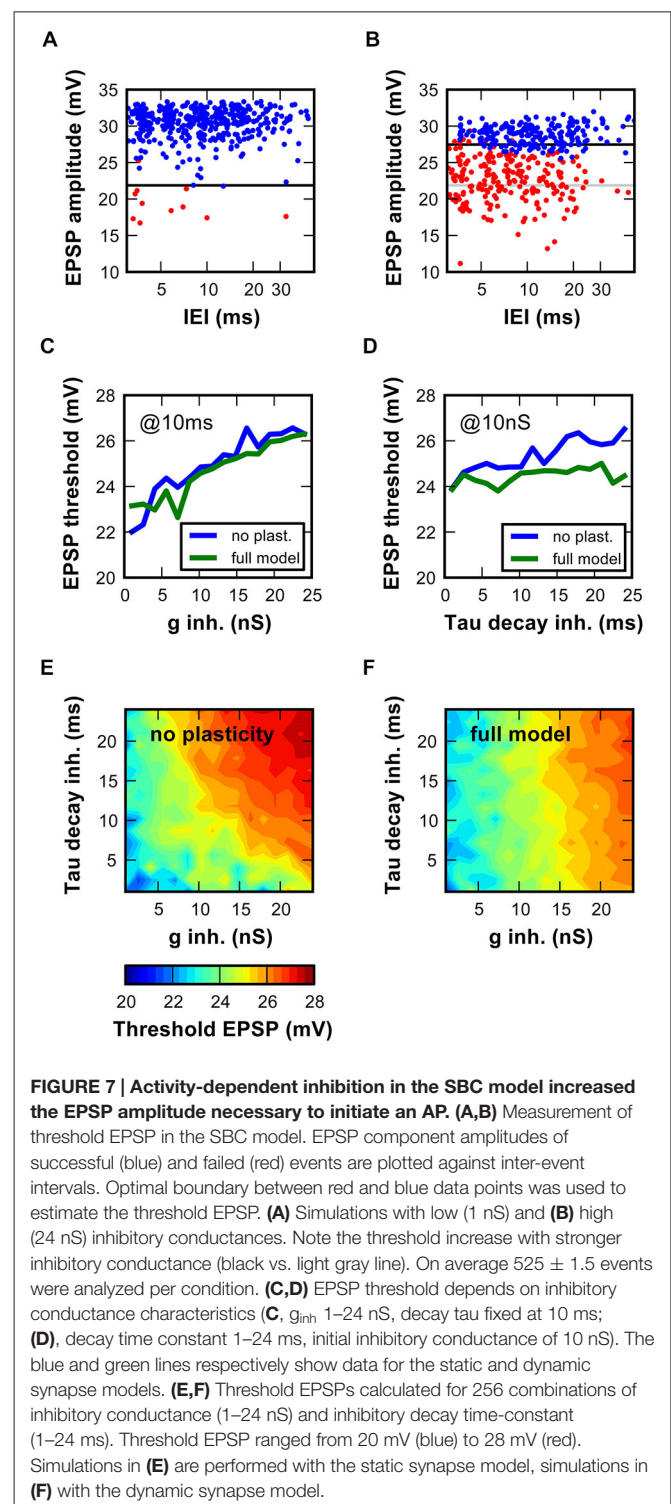 A
B
35
30
25
20
15
10
EPSP amplitude (mV)
5
10
20
30
IEI (ms)
35
30
25
20
15
10
EPSP amplitude (mV)
5
10
20
30
IEI (ms)
C
D
28
26
24
22
20
EPSP threshold (mV)
@10ms
no plast.
full model
0
5
10
15
20
25
g inh. (nS)
28
26
24
22
20
EPSP threshold (mV)
@10nS
no plast.
full model
0
5
10
15
20
25
Tau decay inh. (ms)
E
F
20
15
10
5
Tau decay inh. (ms)
no plasticity
5
10
15
20
g inh. (nS)
20
15
10
5
Tau decay inh. (ms)
full model
5
10
15
20
g inh. (nS)
20
22
24
26
28
Threshold EPSP (mV)
FIGURE 7 | Activity-dependent inhibition in the SBC model increased
the EPSP amplitude necessary to initiate an AP. (A,B) Measurement of
threshold EPSP in the SBC model. EPSP component amplitudes of
successful (blue) and failed (red) events are plotted against inter-event
intervals. Optimal boundary between red and blue data points was used to
estimate the threshold EPSP. (A) Simulations with low (1 nS) and (B) high
(24 nS) inhibitory conductances. Note the threshold increase with stronger
inhibitory conductance (black vs. light gray line). On average 525 ± 1.5 events
were analyzed per condition. (C,D) EPSP threshold depends on inhibitory
conductance characteristics (C, ginh 1–24 nS, decay tau fixed at 10 ms;
(D), decay time constant 1–24 ms, initial inhibitory conductance of 10 nS). The
blue and green lines respectively show data for the static and dynamic
synapse models. (E,F) Threshold EPSPs calculated for 256 combinations of
inhibitory conductance (1–24 nS) and inhibitory decay time-constant
(1–24 ms). Threshold EPSP ranged from 20 mV (blue) to 28 mV (red).
Simulations in (E) are performed with the static synapse model, simulations in
(F) with the dynamic synapse model.